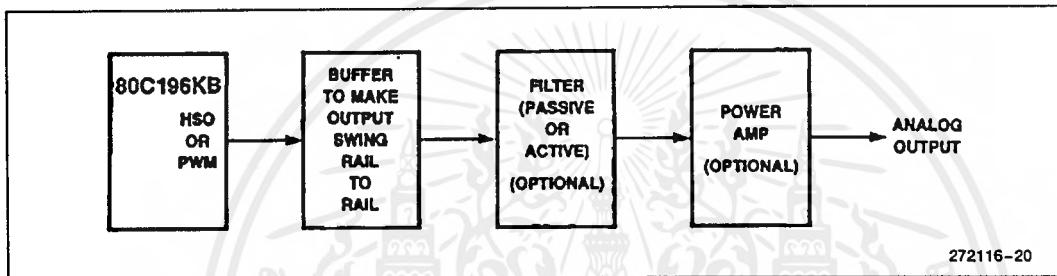 80C196KB
HSO
OR
PWM
BUFFER
TO MAKE
OUTPUT
SWING
RAIL
TO
RAIL
FILTER
(PASSIVE
OR
ACTIVE)
(OPTIONAL)
POWER
AMP
(OPTIONAL)
ANALOG
OUTPUT
272116-20